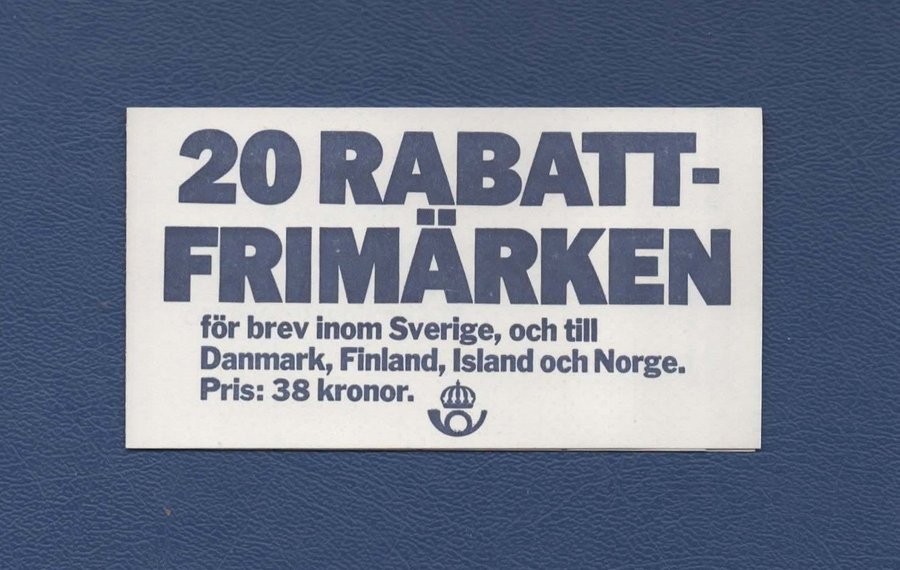 20 RABATT-
FRIMÄRKEN
för brev inom Sverige, och till
Danmark, Finland, Island och Norge.
Pris: 38 kronor.